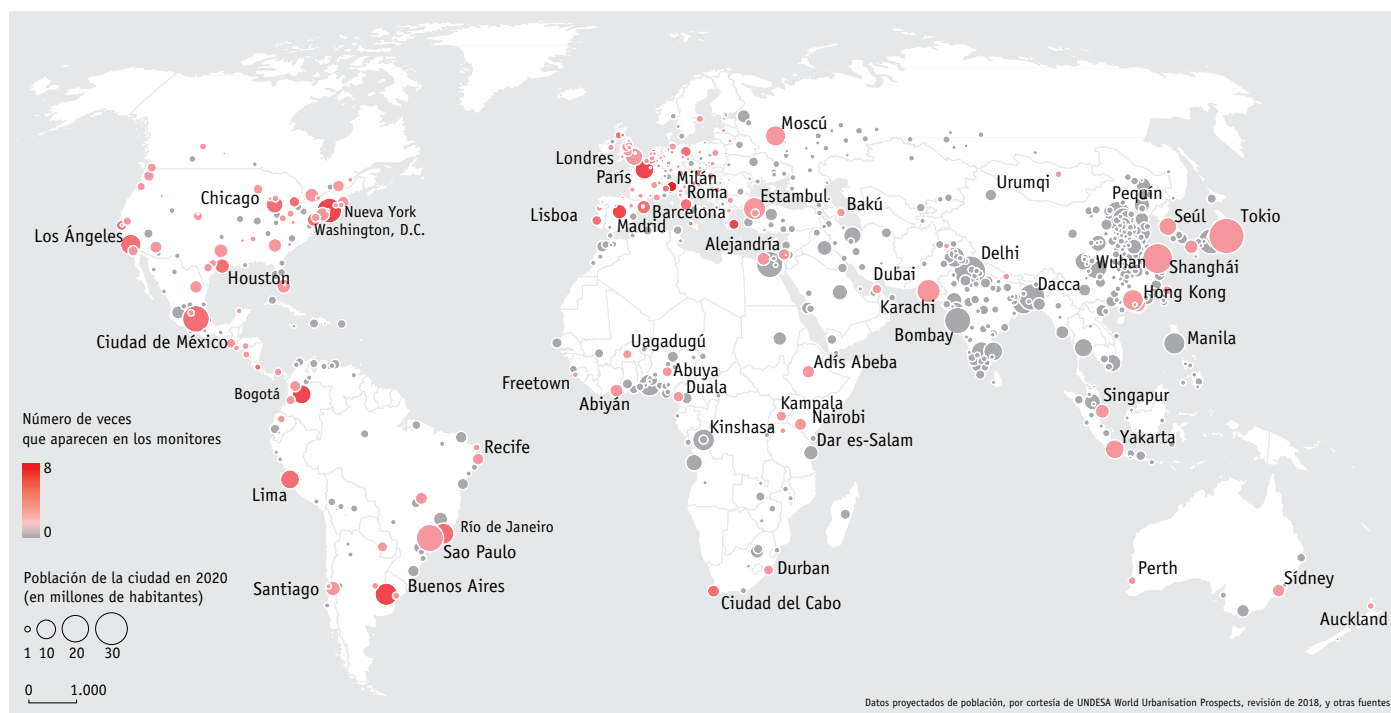 Moscú
Londres
París
Milán
Roma
Urumqi
Pequín
Chicago
Estambul
Bakú
Nueva York
Lisboa
Barcelona
Seúl
Tokio
Madrid
Washington, D.C.
Los Ángeles
Alejandría
Delhi
Wuhan
Shanghái
Houston
Dubai
Dacca
Hong Kong
Karachi
Bombay
Manila
Ciudad de México
Uagadugú
Adís Abeba
Freetown
Abuya
Duala
Bogotá
Abiyán
Kampala
Singapur
Nairobi
Número de veces
que aparecen en los monitores
Kinshasa
Dar es-Salam
Yakarta
Recife
8
Lima
0
Río de Janeiro
Sao Paulo
Población de la ciudad en 2020
(en millones de habitantes)
Durban
Perth
Sídney
Santiago
Buenos Aires
Ciudad del Cabo
Auckland
1 10 20 30
0 1.000
Datos proyectados de población, por cortesía de UNDESA World Urbanisation Prospects, revisión de 2018, y otras fuentes